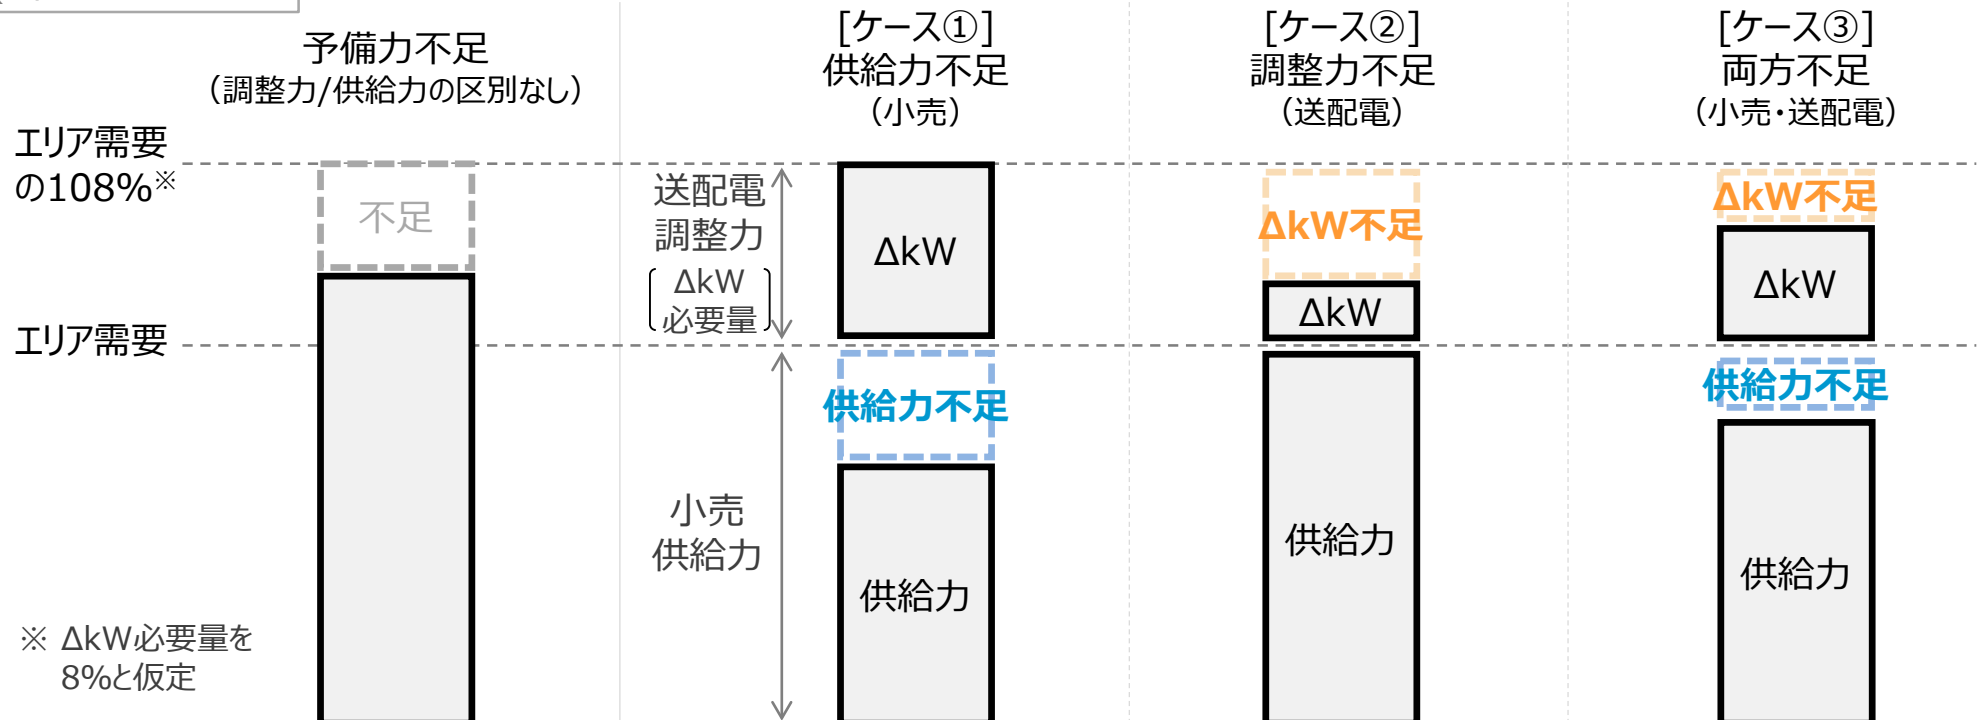 予備力不足
（調整力/供給力の区別なし）
[ケース①]
供給力不足
（小売）
[ケース②]
調整力不足
（送配電）
[ケース③]
両方不足
（小売・送配電）
エリア需要
の108%※
エリア需要
不足
送配電
調整力
ΔkW
必要量
小売
供給力
ΔkW
供給力不足
供給力
ΔkW不足
ΔkW
供給力
ΔkW不足
ΔkW
供給力不足
供給力
※ ΔkW必要量を
8%と仮定